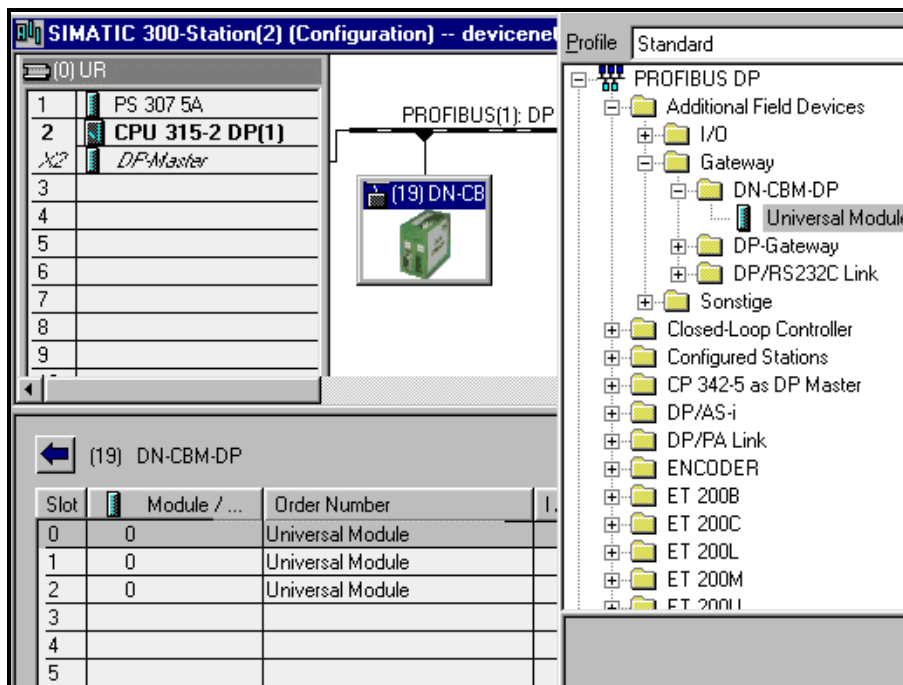 SIMATIC 300-Station(2) (Configuration) -- devicene
(0) UR
1 PS 307 5A
2 CPU 315-2 DP(1)
X2 DP-Master
3
4
5
6
7
8
9
PROFIBUS(1): DP
(19) DN-CB
Profile Standard
PROFIBUS DP
Additional Field Devices
I/O
Gateway
DN-CBM-DP
Universal Module
DP-Gateway
DP/RS232C Link
Sonstige
Closed-Loop Controller
Configured Stations
CP 342-5 as DP Master
DP/AS-i
DP/PA Link
ENCODER
ET 200B
ET 200C
ET 200L
ET 200M
ET 200U
(19) DN-CBM-DP
Slot Module / ... Order Number I
0 0 Universal Module
1 0 Universal Module
2 0 Universal Module
3
4
5